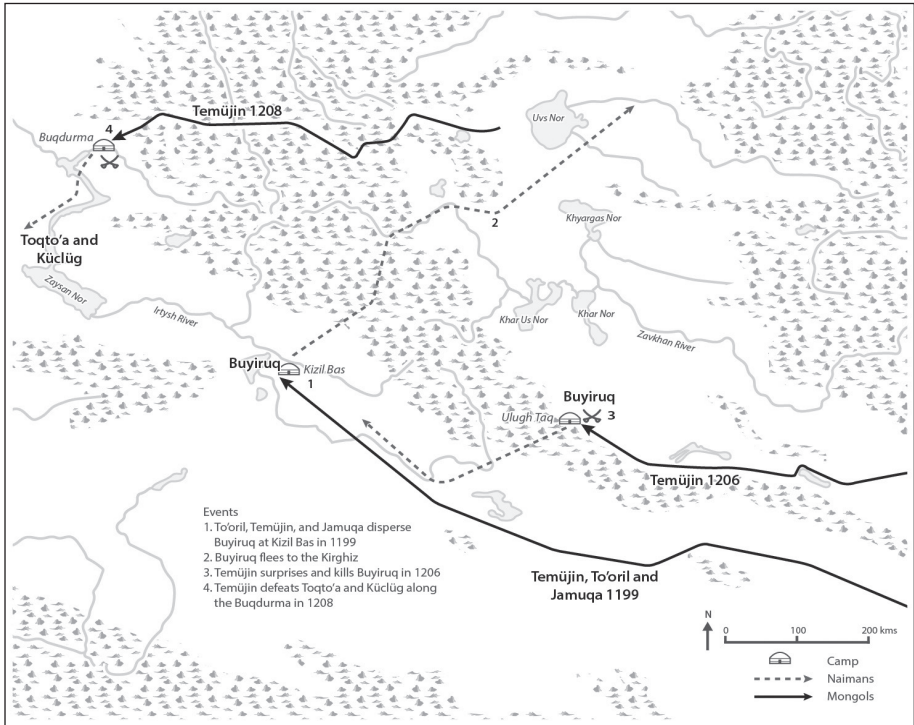 Temüjin 1208
4
Buqdurma
Uvs Nor
2
Khyargas Nor
Toqto'a and
Küclüg
Zaysan Nor
Irtysh River
Khar Us Nor
Khar Nor
Zavkhan River
Buyiruq
Kizil Bas
1
Buyiruq
Ulugh Taq
3
Temüjin 1206
Events
1. To'oril, Temüjin, and Jamuqa disperse
Buyiruq at Kizil Bas in 1199
2. Buyiruq flees to the Kirghiz
3. Temüjin surprises and kills Buyiruq in 1206
4. Temüjin defeats Toqto'a and Küclüg along
the Buqdurma in 1208
Temüjin, To'oril and
Jamuqa 1199
N
0 100 200 kms
Camp
Naimans
Mongols